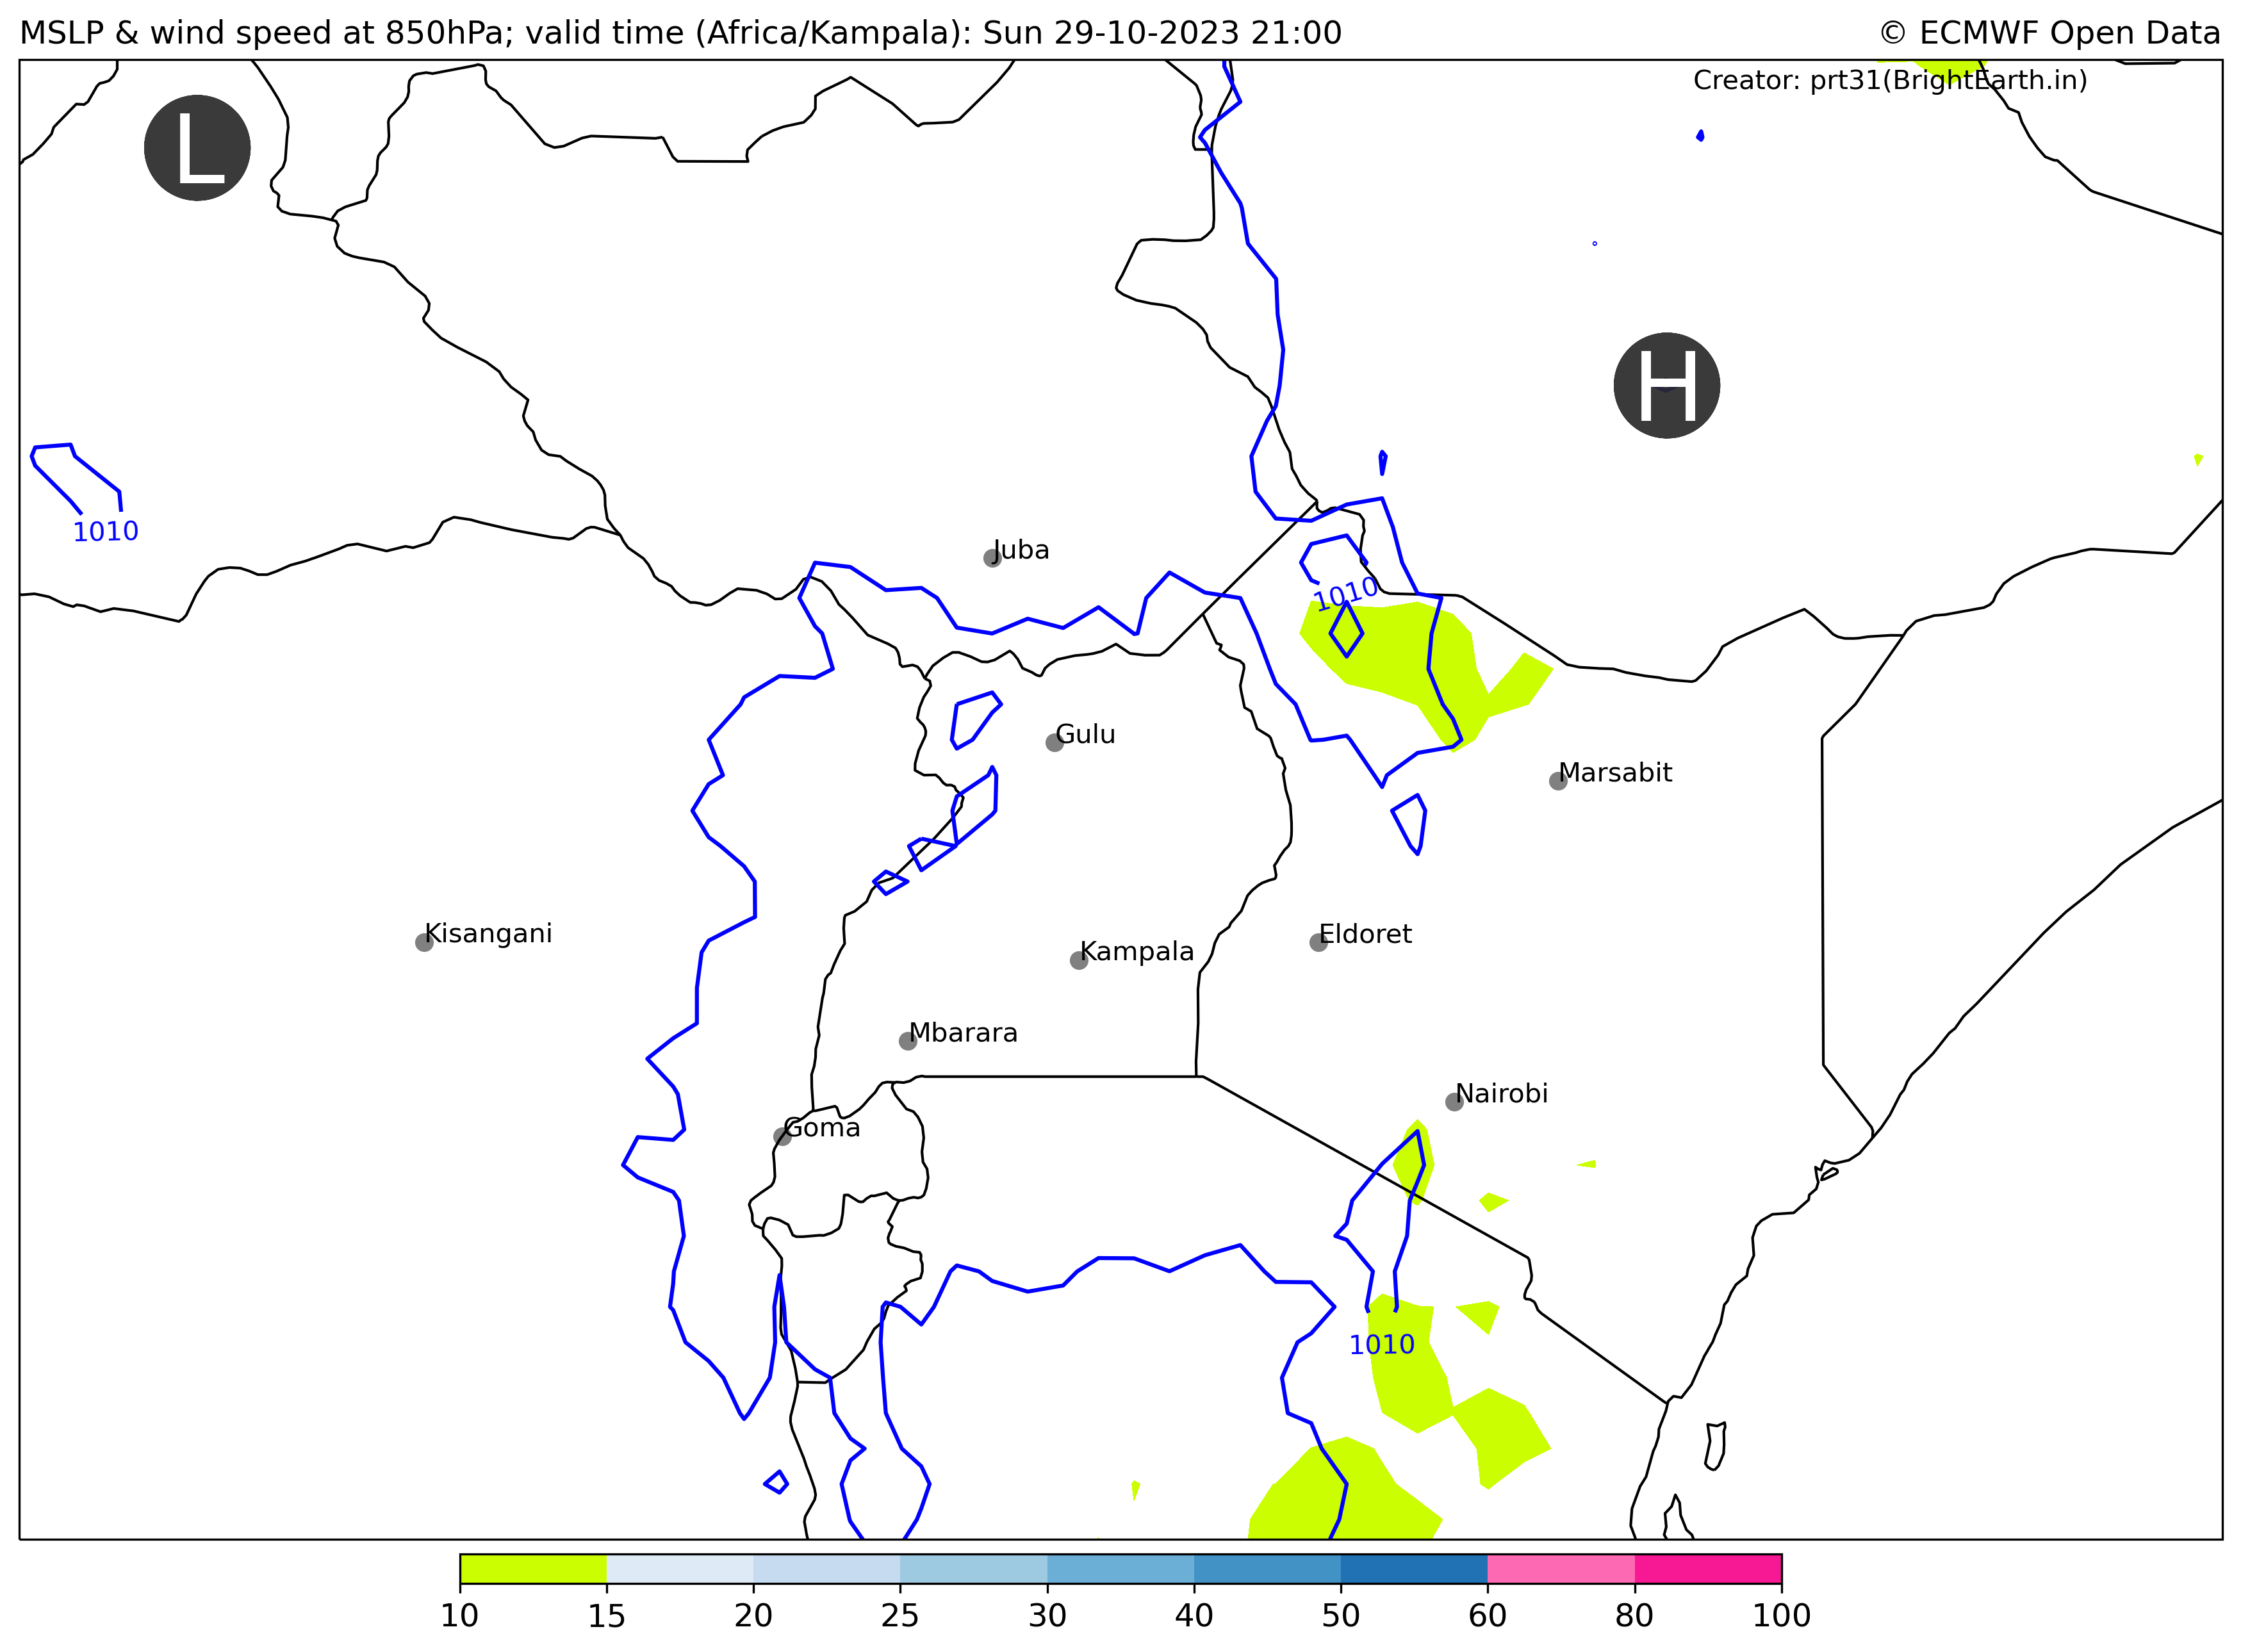 MSLP & wind speed at 850hPa; valid time (Africa/Kampala): Sun 29-10-2023 21:00
© ECMWF Open Data
Creator: prt31(BrightEarth.in)
L
H
1010
Juba
1010
Gulu
Marsabit
Kisangani
Eldoret
Kampala
Mbarara
Nairobi
Goma
1010
10 15 20 25 30 40 50 60 80 100